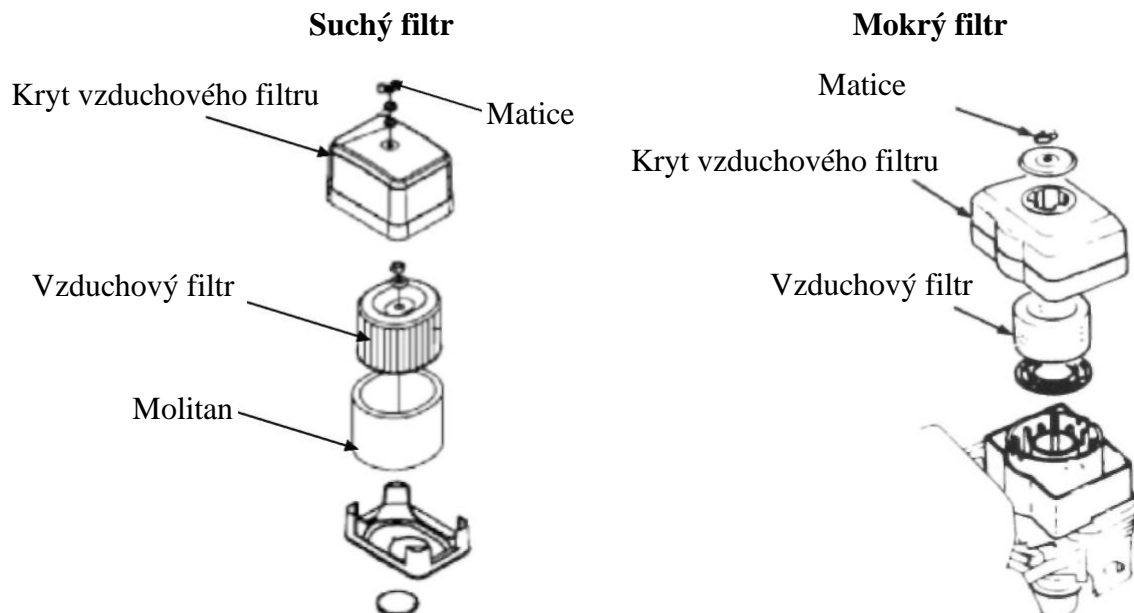 Suchý filtr
Kryt vzduchového filtru
Matice
Vzduchový filtr
Molitan
Mokrý filtr
Matice
Kryt vzduchového filtru
Vzduchový filtr